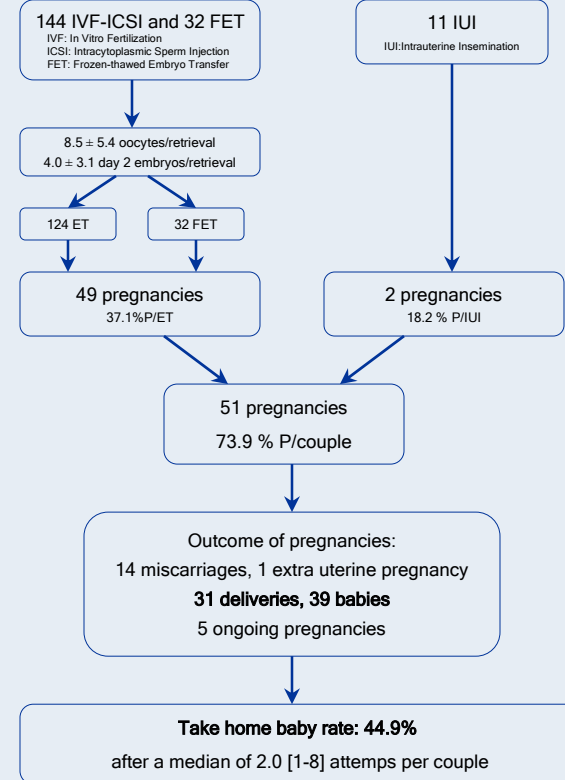 144 IVF-ICSI and 32 FET
IVF: In Vitro Fertilization
ICSI: Intracytoplasmic Sperm Injection
FET: Frozen-thawed Embryo Transfer
11 IUI
IUI:Intrauterine Insemination
8.5 ± 5.4 oocytes/retrieval
4.0 ± 3.1 day 2 embryos/retrieval
124 ET
32 FET
49 pregnancies
37.1%P/ET
2 pregnancies
18.2 % P/IUI
51 pregnancies
73.9 % P/couple
Outcome of pregnancies:
14 miscarriages, 1 extra uterine pregnancy
31 deliveries, 39 babies
5 ongoing pregnancies
Take home baby rate: 44.9%
after a median of 2.0 [1-8] attemps per couple